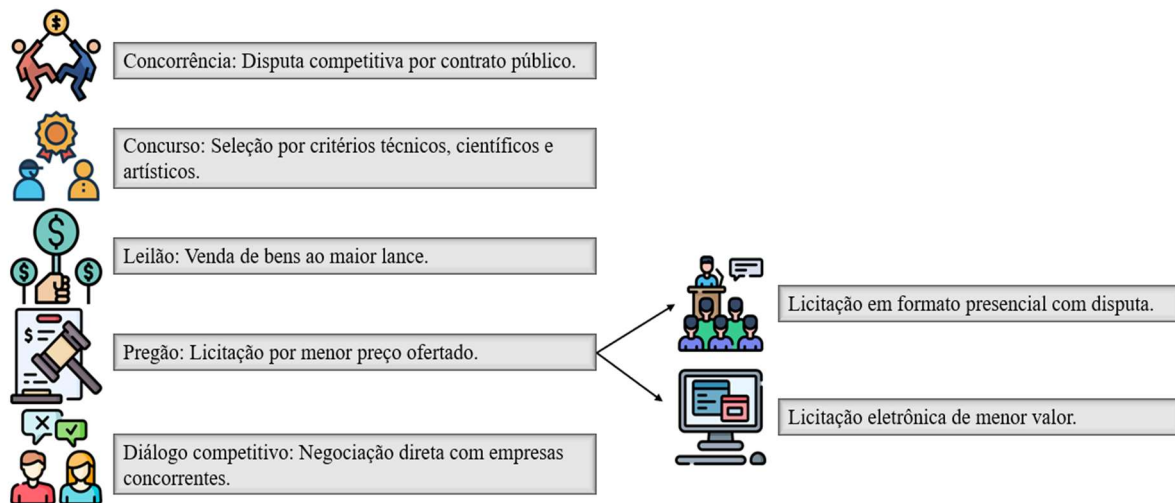 Concorrência: Disputa competitiva por contrato público.
Concurso: Seleção por critérios técnicos, científicos e
artísticos.
Leilão: Venda de bens ao maior lance.
Pregão: Licitação por menor preço ofertado.
Diálogo competitivo: Negociação direta com empresas
concorrentes.
Licitação em formato presencial com disputa.
Licitação eletrônica de menor valor.